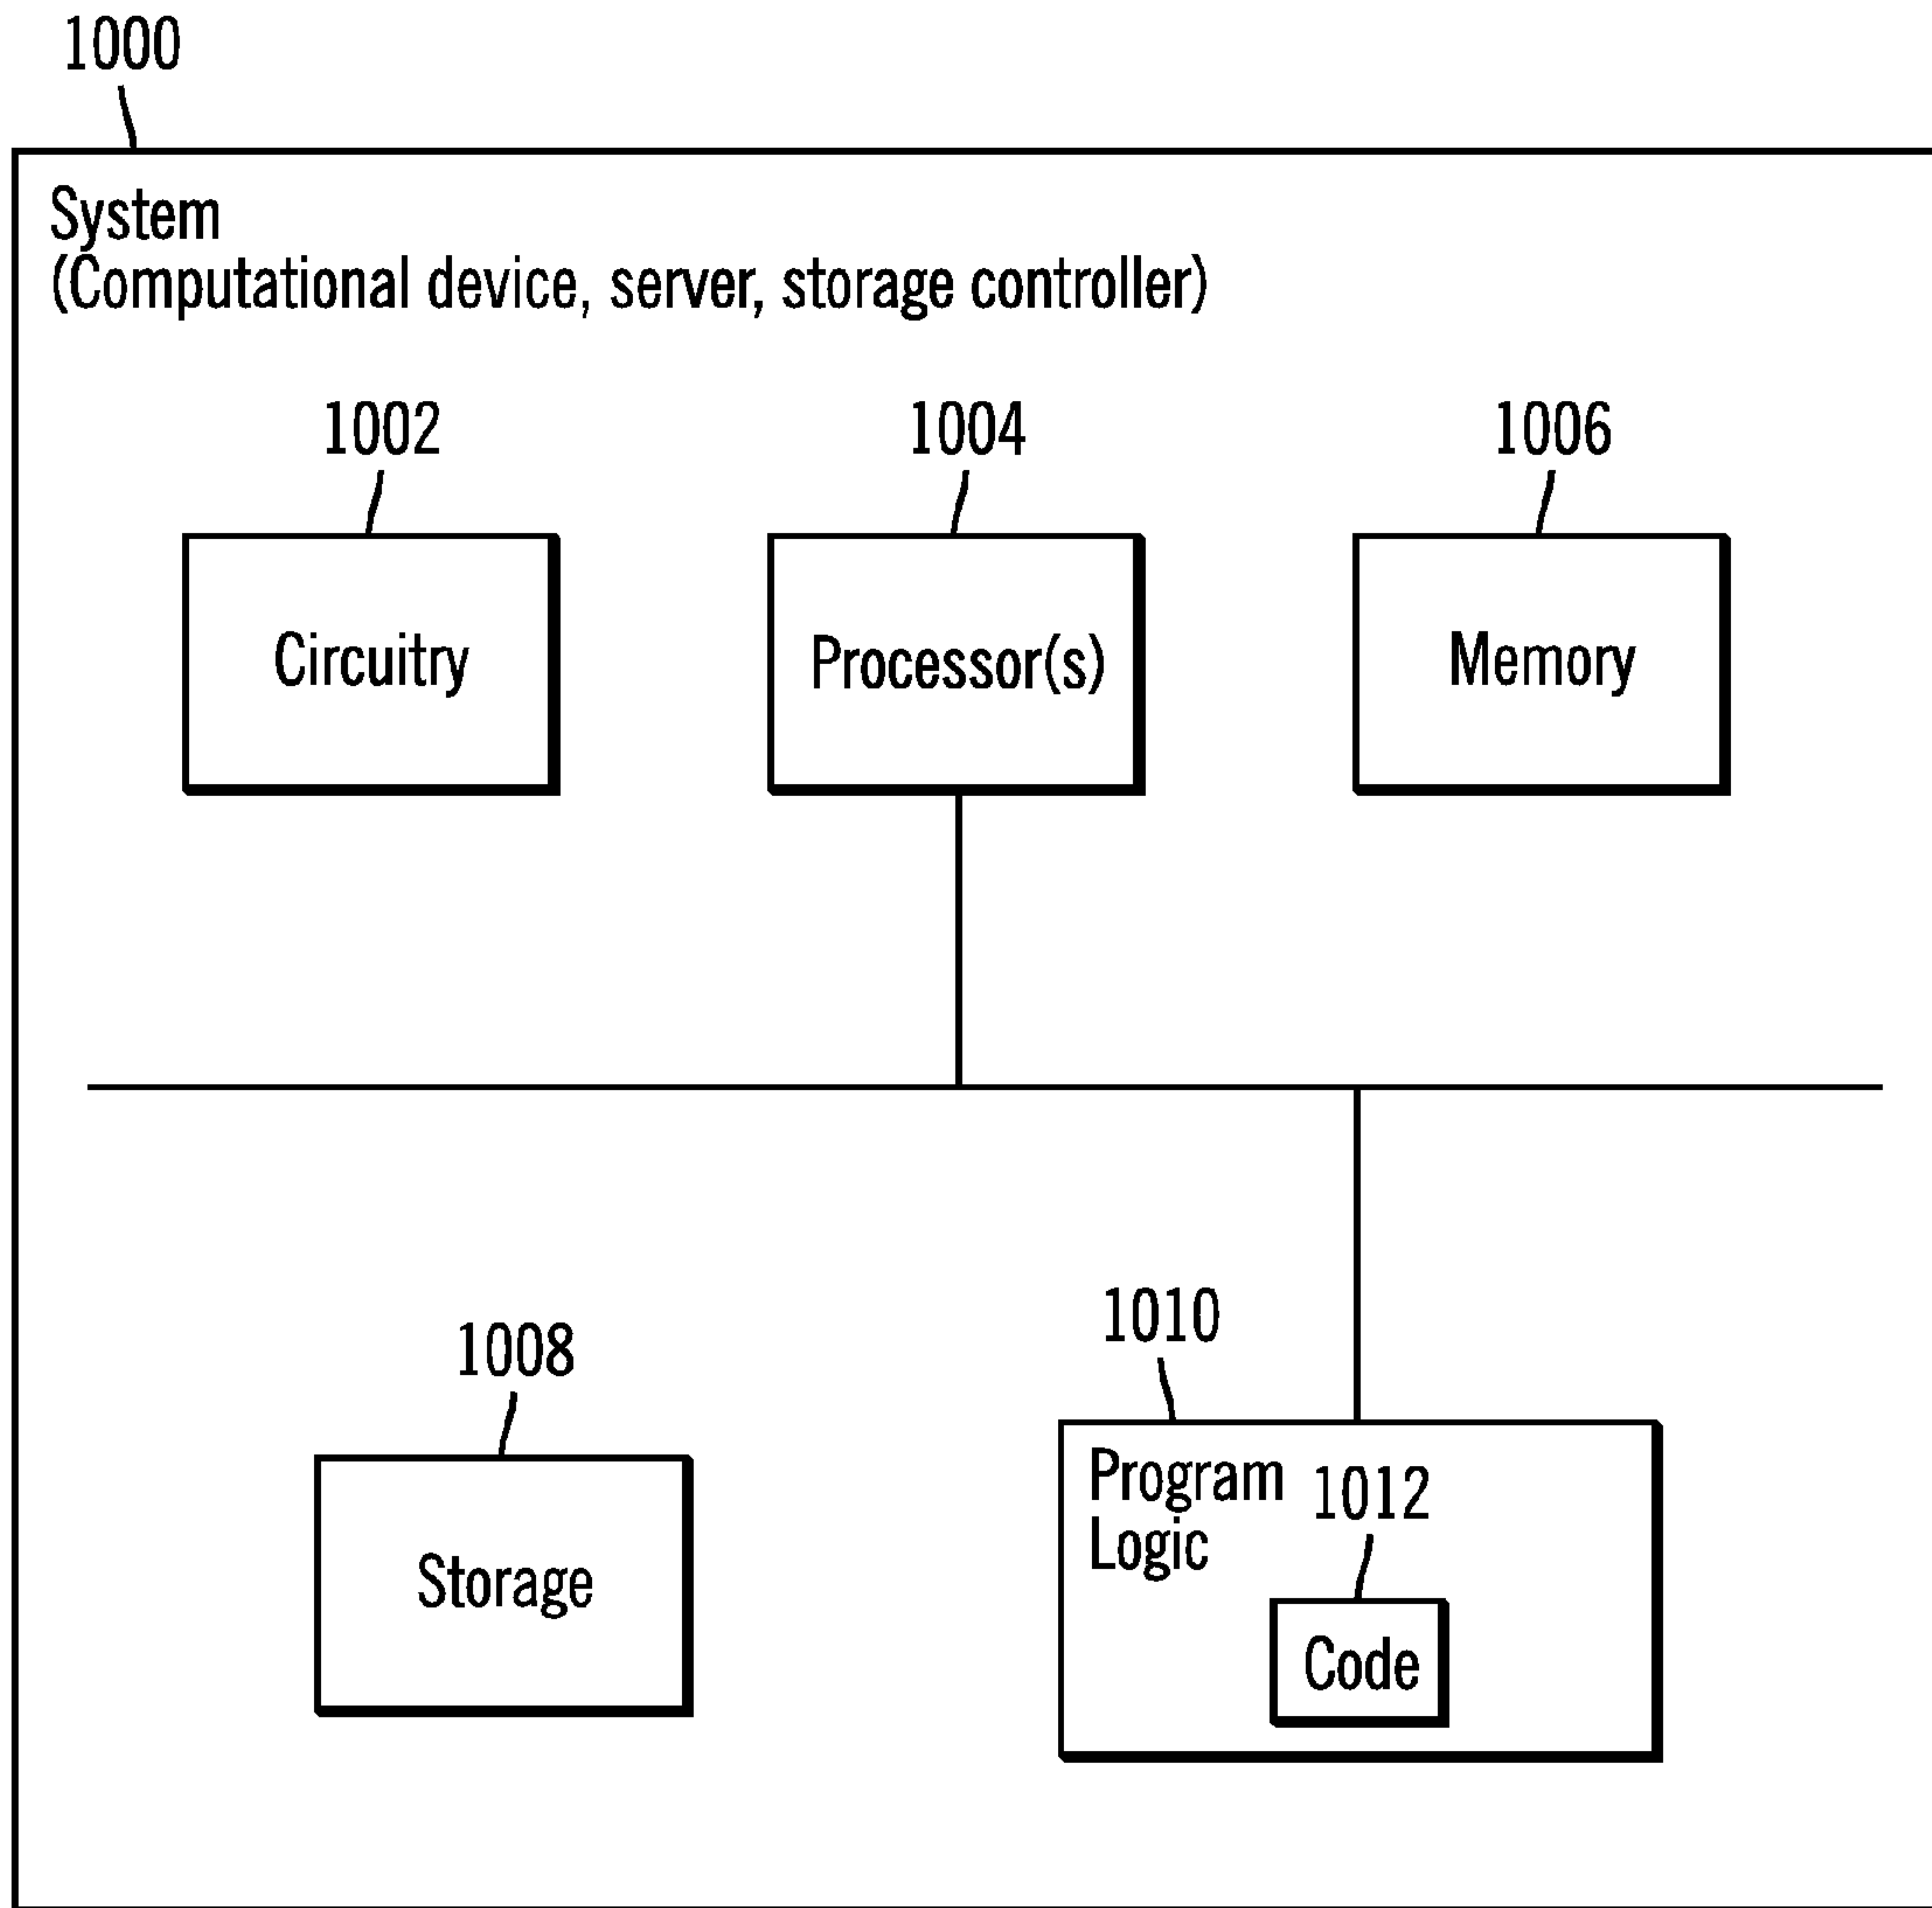 1000
System
(Computational device, server, storage controller)
1002
1004
1006
Circuitry
Processor(s)
Memory
1008
1010
Storage
Program
Logic
1012
Code